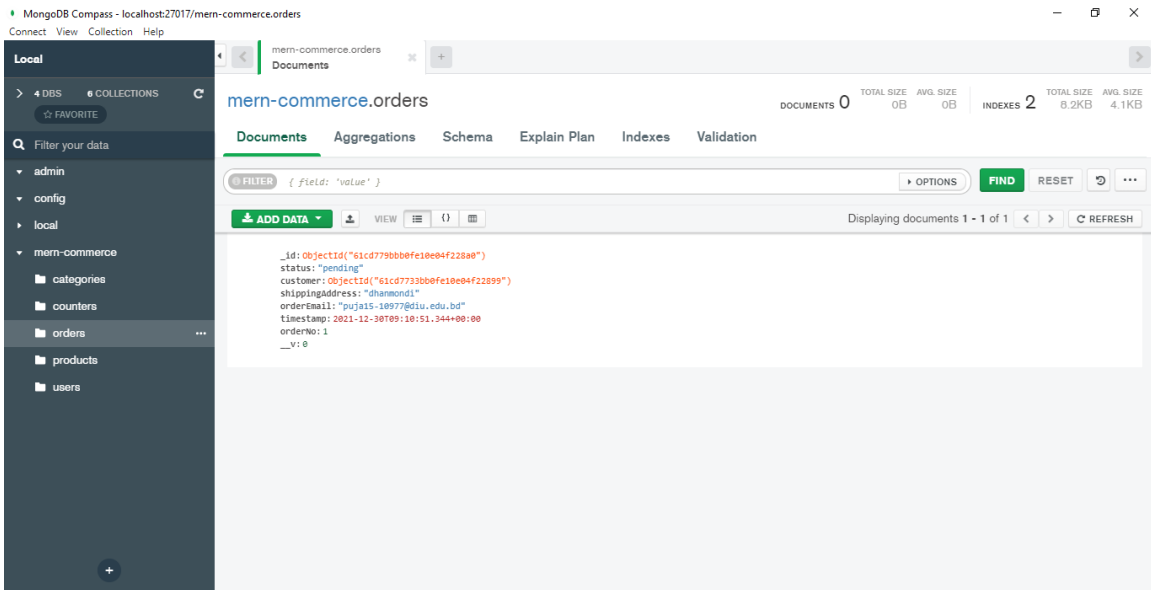 MongoDB Compass - localhost:27017/mern-commerce.orders
Connect View Collection Help
Local
4 DBS 6 COLLECTIONS
☆ FAVORITE
Filter your data
admin
config
local
mern-commerce
categories
counters
orders
products
users
+
mern-commerce.orders
Documents
+
mern-commerce.orders
DOCUMENTS 0 TOTAL SIZE 0B AVG. SIZE 0B INDEXES 2 TOTAL SIZE 8.2KB AVG. SIZE 4.1KB
Documents Aggregations Schema Explain Plan Indexes Validation
FILTER { field: 'value' } OPTIONS FIND RESET ...
ADD DATA VIEW {} Displaying documents 1 - 1 of 1 < > REFRESH
_id: ObjectId("61cd779bbb0fe10e04f228a0")
status: "pending"
customer: ObjectId("61cd7733bb0fe10e04f22899")
shippingAddress: "dhanmondi"
orderEmail: "puja15-10977@diu.edu.bd"
timestamp: 2021-12-30T09:10:51.344+00:00
orderNo: 1
__v: 0